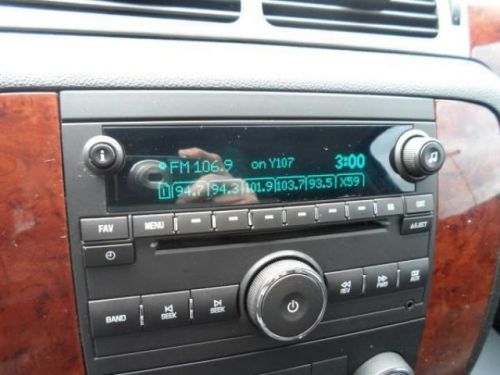 FM 106.9 on Y107 3:00
1 94.7 94.3 101.9 103.7 93.5 X59
FAV MENU
ADJUST
BAND SEEK SEEK REV FWD